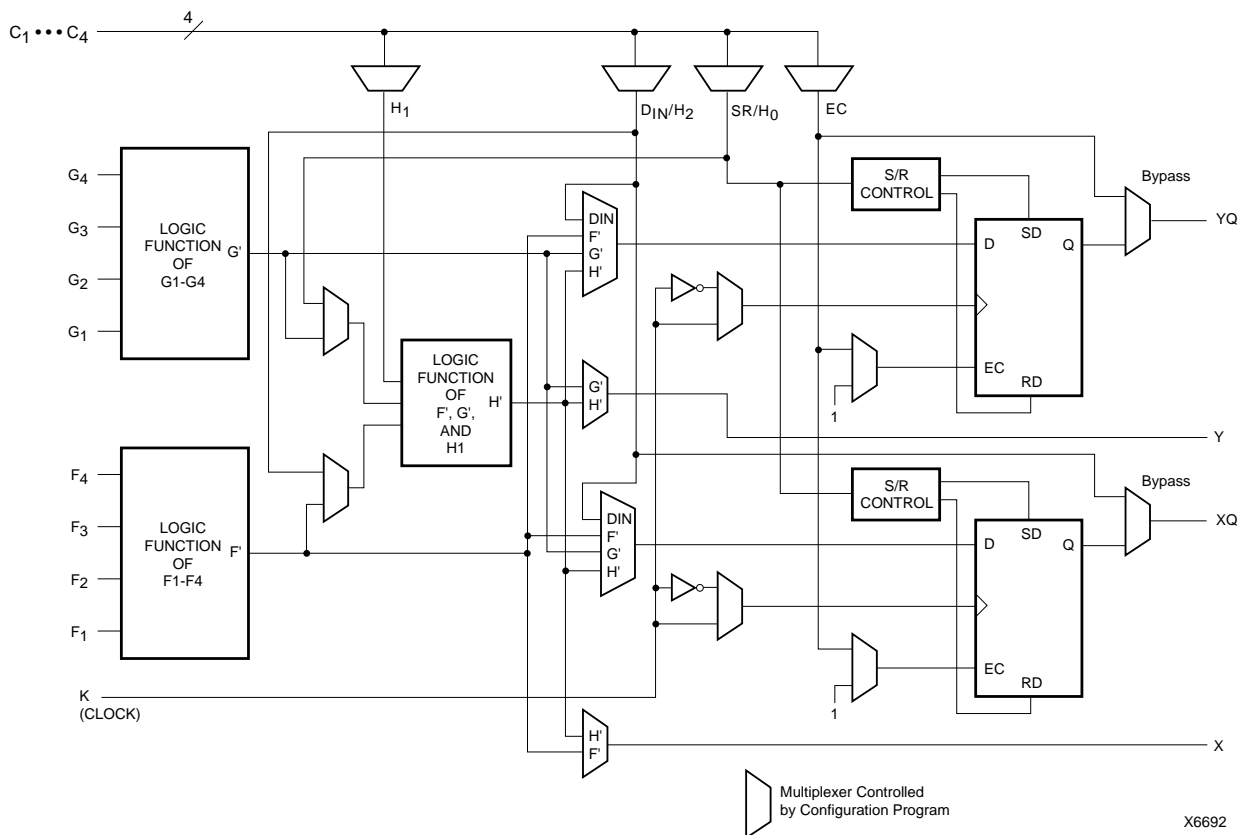 C1 ••• C4
4
H1
DIN/H2
SR/H0
EC
G4
G3
G2
G1
LOGIC
FUNCTION
OF
G1-G4
G'
DIN
F'
G'
H'
S/R
CONTROL
Bypass
D
SD
Q
YQ
EC
RD
1
LOGIC
FUNCTION
OF
F', G',
AND
H1
H'
G'
H'
Y
F4
F3
F2
F1
LOGIC
FUNCTION
OF
F1-F4
F'
DIN
F'
G'
H'
S/R
CONTROL
Bypass
D
SD
Q
XQ
EC
RD
1
K
(CLOCK)
H'
F'
X
Multiplexer Controlled
by Configuration Program
X6692